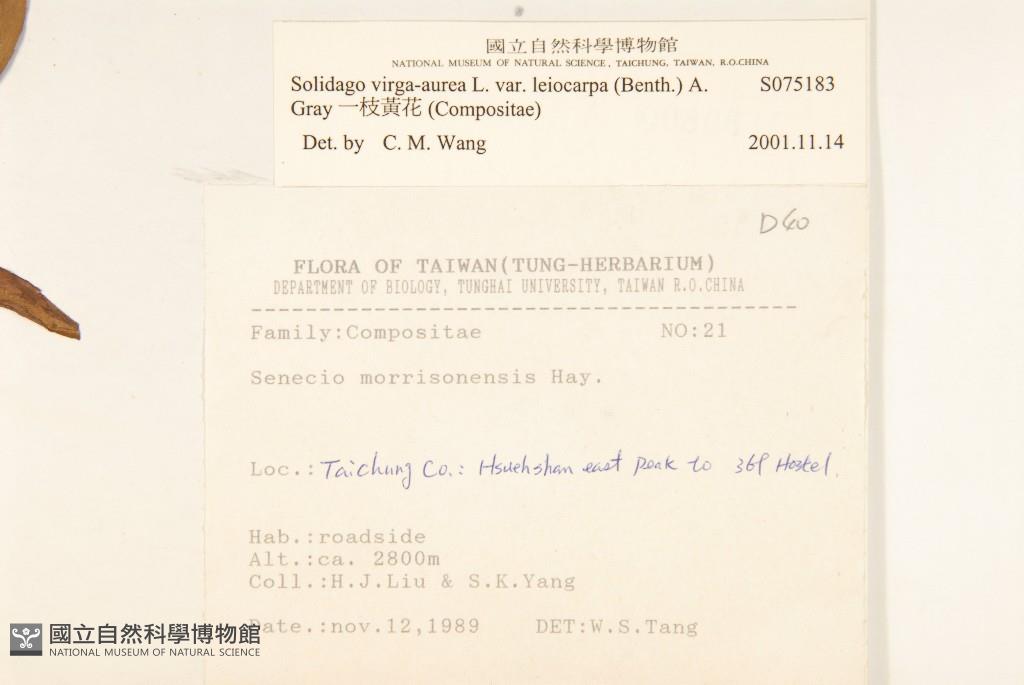 國立自然科學博物館
NATIONAL MUSEUM OF NATURAL SCIENCE, TAICHUNG, TAIWAN, R.O.CHINA
Solidago virga-aurea L. var. leiocarpa (Benth.) A. S075183
Gray 一枝黃花 (Compositae)
Det. by C. M. Wang 2001.11.14
D40
FLORA OF TAIWAN(TUNG-HERBARIUM)
DEPARTMENT OF BIOLOGY, TUNGHAI UNIVERSITY, TAIWAN R.O.CHINA
Family:Compositae NO:21
Senecio morrisonensis Hay.
Loc.: Taichung Co.: Hsuehshan east peak to 369 Hostel.
Hab.:roadside
Alt.:ca. 2800m
Coll.:H.J.Liu & S.K.Yang
Date.:nov.12,1989 DET:W.S.Tang
國立自然科學博物館
NATIONAL MUSEUM OF NATURAL SCIENCE